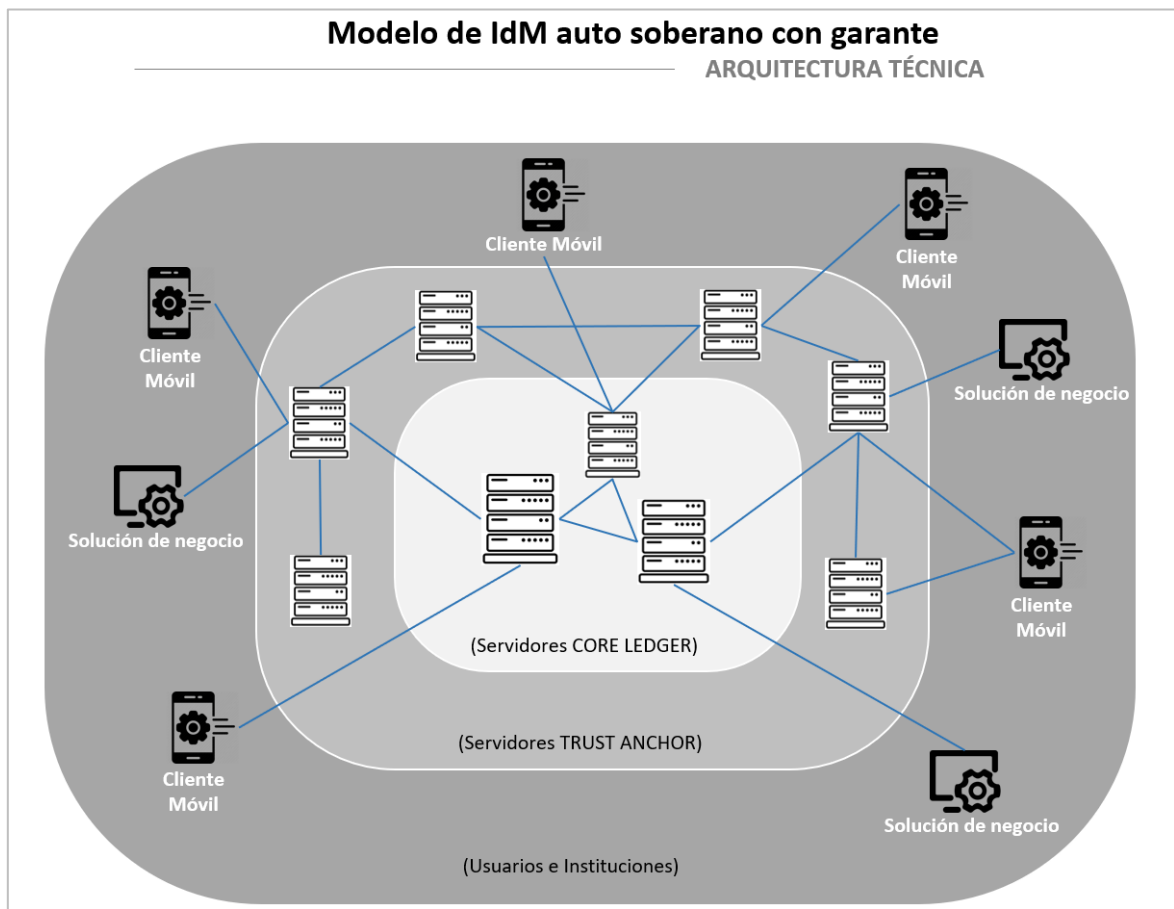 Modelo de IdM auto soberano con garante
ARQUITECTURA TÉCNICA
Cliente Móvil
Cliente
Móvil
Cliente
Móvil
Solución de negocio
Solución de negocio
Cliente
Móvil
(Servidores CORE LEDGER)
(Servidores TRUST ANCHOR)
Cliente
Móvil
Solución de negocio
(Usuarios e Instituciones)